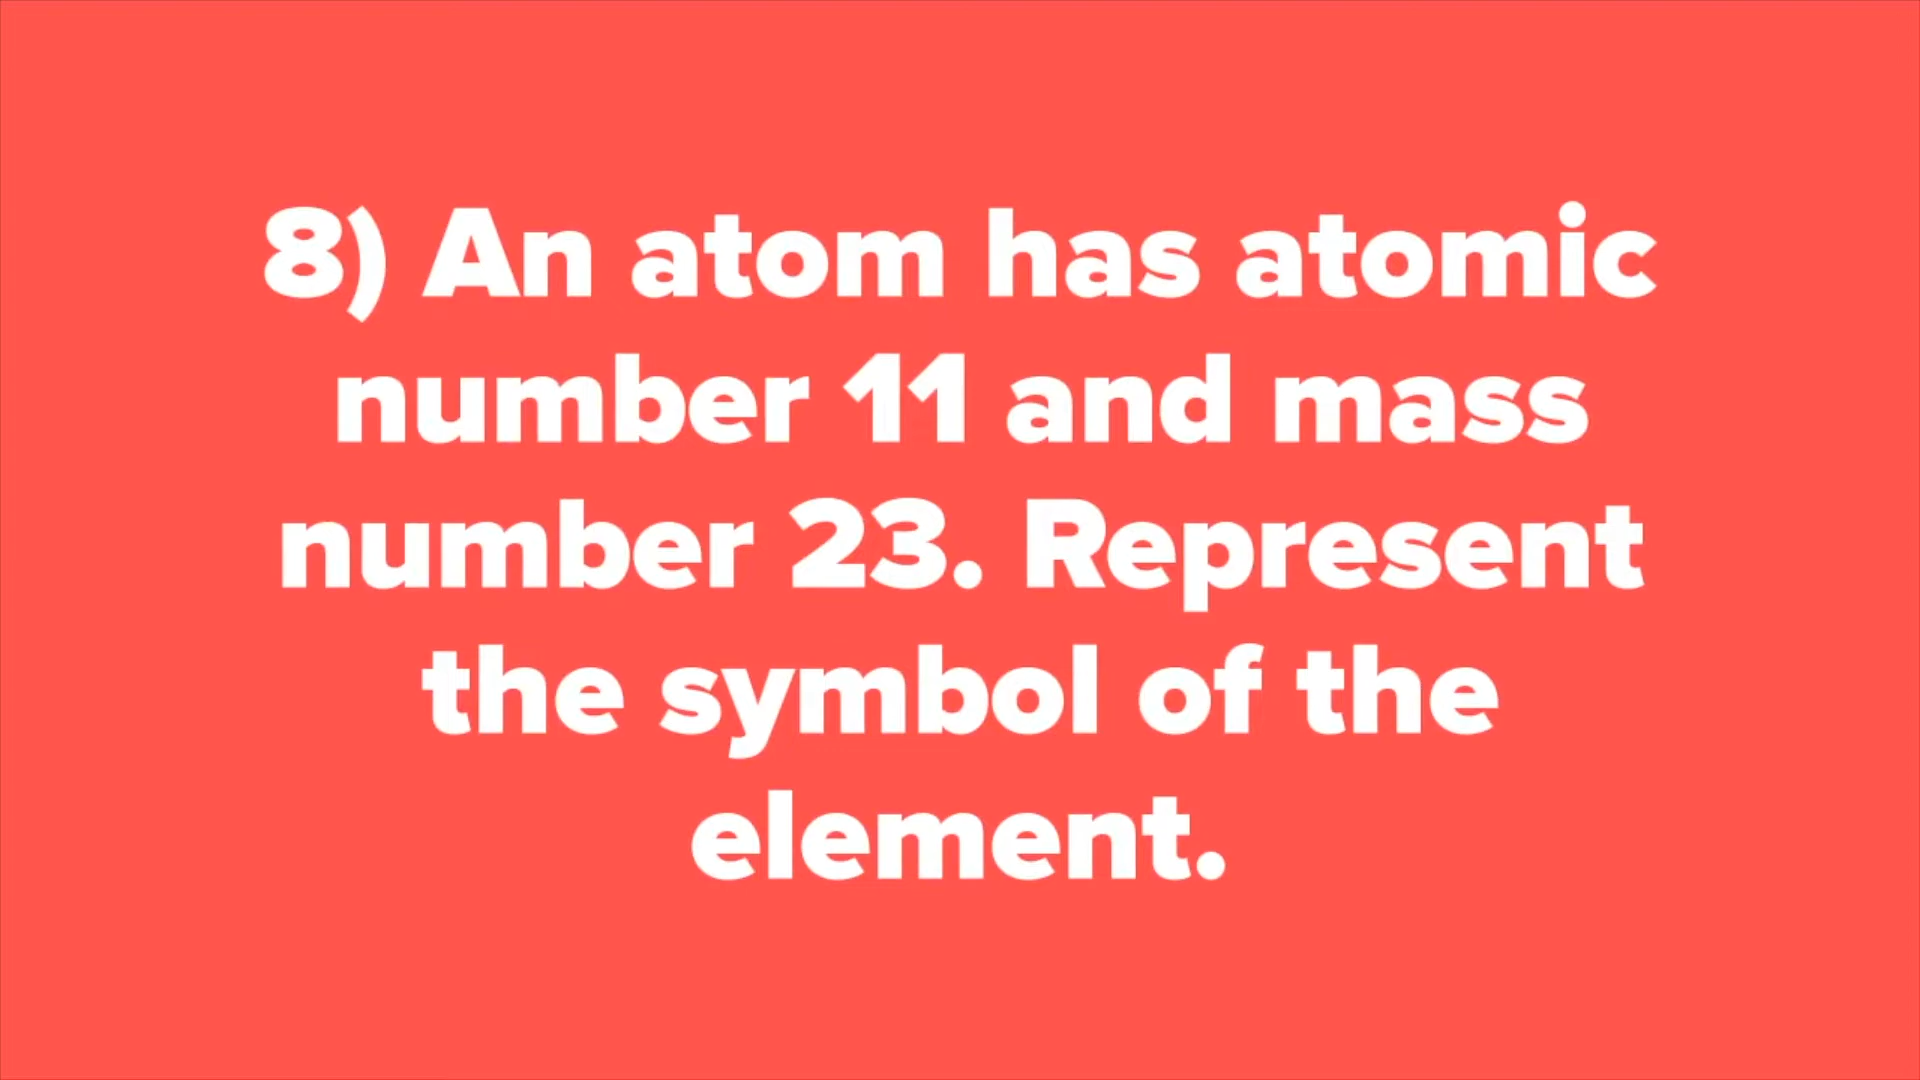 8) An atom has atomic
number 11 and mass
number 23. Represent
the symbol of the
element.